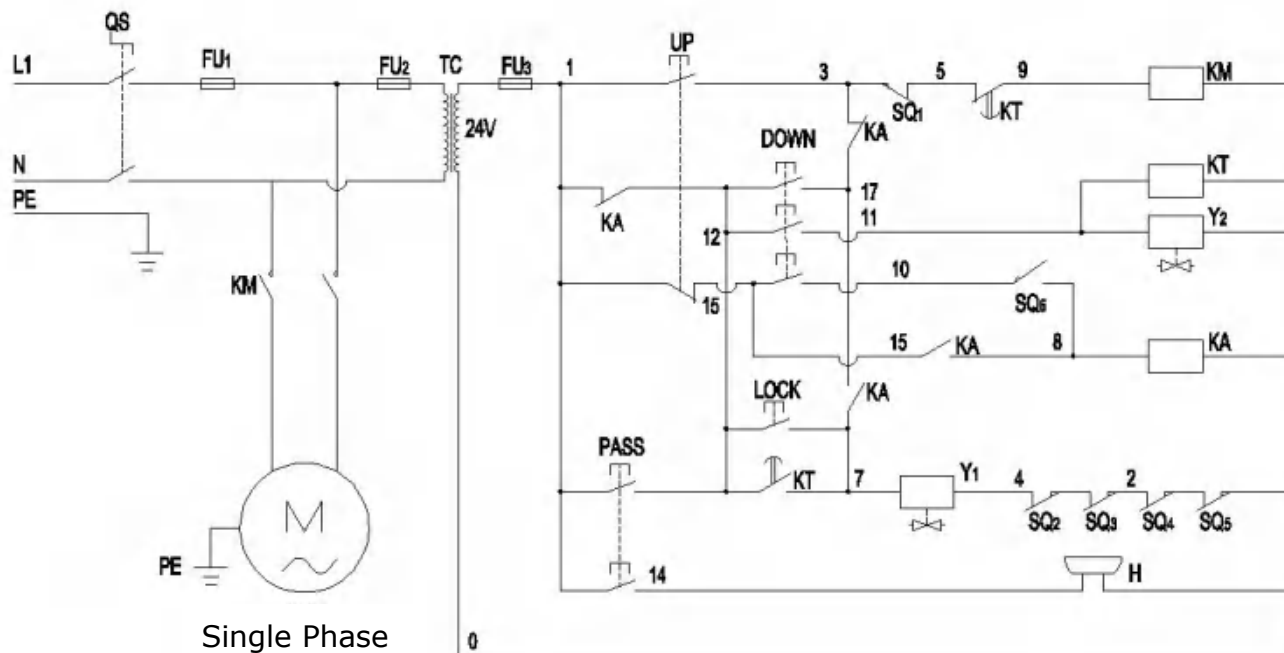 QS
UP
L1
FU1
FU2
TC
FU3
1
3
5
9
KM
SQ1
KT
24V
DOWN
KA
N
KT
PE
KA
17
11
Y2
12
10
KM
15
SQ6
15
KA
8
KA
LOCK
KA
PASS
KT
7
Y1
4
2
M
SQ2
SQ3
SQ4
SQ5
PE
14
H
Single Phase
0